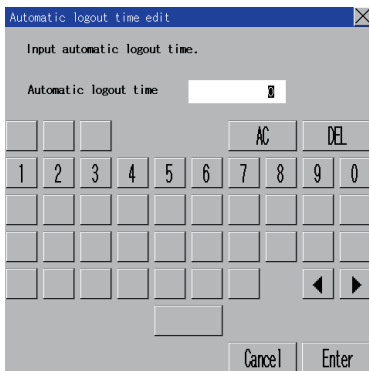 Automatic logout time edit
Input automatic logout time.
Automatic logout time 0
AC DEL
1 2 3 4 5 6 7 8 9 0
◀ ▶
Cancel Enter